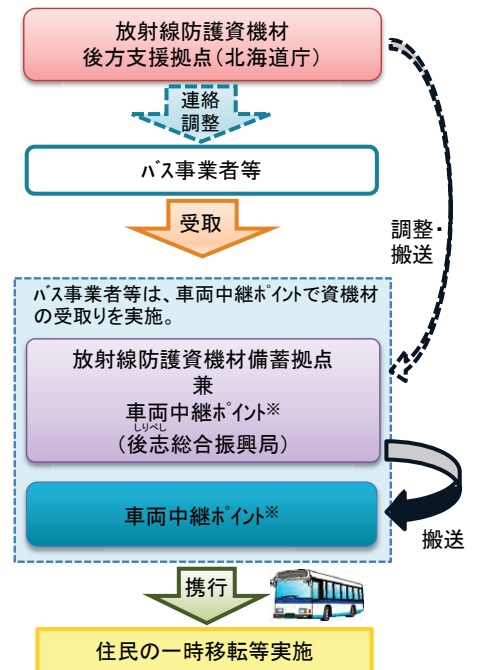 放射線防護資機材
後方支援拠点(北海道庁)
連絡
調整
ﾊﾞｽ事業者等
受取
調整・
搬送
ﾊﾞｽ事業者等は、車両中継ﾎﾟｲﾝﾄで資機材
の受取りを実施。
放射線防護資機材備蓄拠点
兼
車両中継ﾎﾟｲﾝﾄ※
しりべし
(後志総合振興局)
車両中継ﾎﾟｲﾝﾄ※
搬送
携行
住民の一時移転等実施